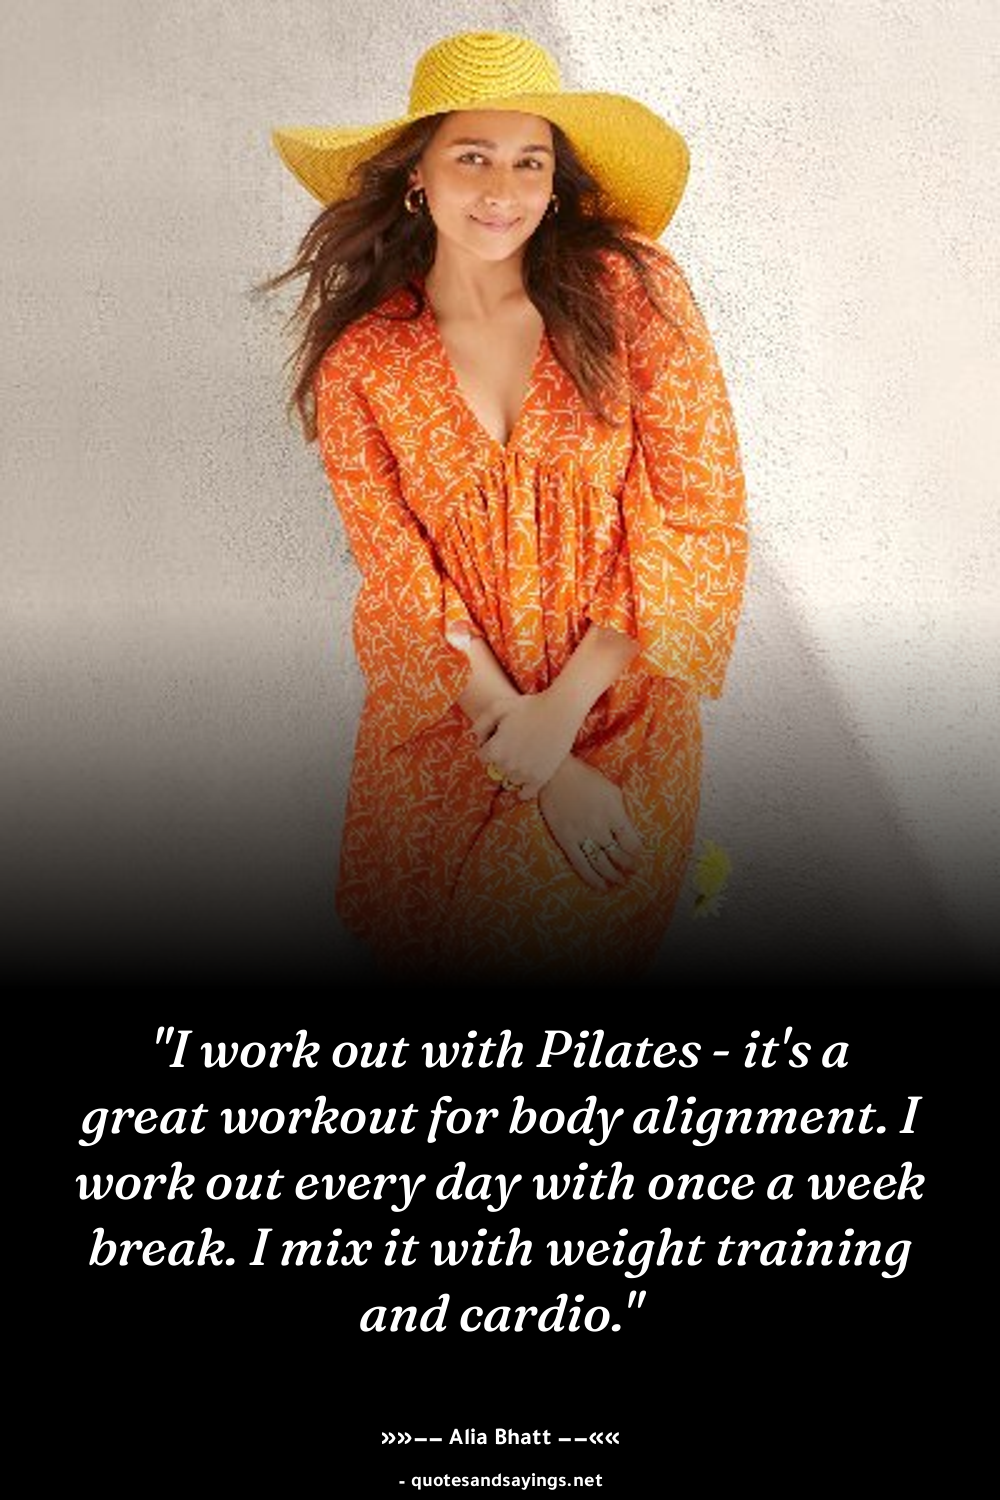 "I work out with Pilates - it's a
great workout for body alignment. I
work out every day with once a week
break. I mix it with weight training
and cardio."
»»–– Alia Bhatt ––««
- quotesandsayings.net